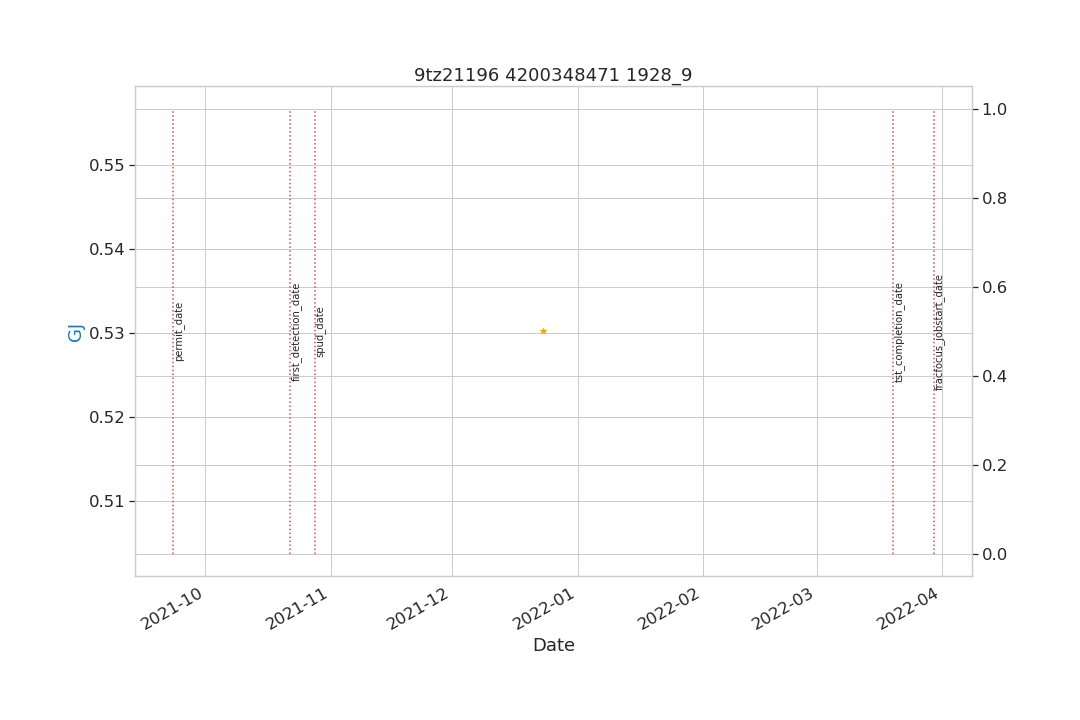 9tz21196 4200348471 1928_9
GJ
0.55
0.54
0.53
0.52
0.51
1.0
0.8
0.6
0.4
0.2
0.0
permit_date
first_detection_date
spud_date
tst_completion_date
fracfocus_jobstart_date
2021-10
2021-11
2021-12
2022-01
2022-02
2022-03
2022-04
Date